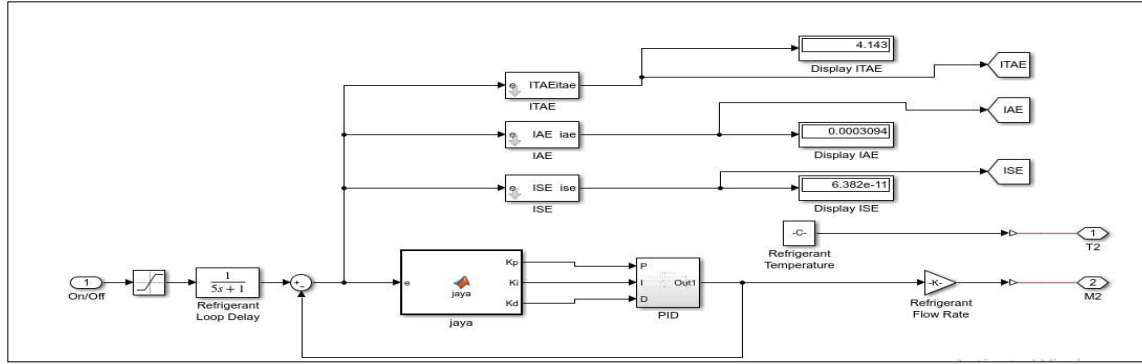 4.143
Display ITAE
ITAE
e ITAEitae
ITAE
IAE
e IAE iae
IAE
0.0003094
Display IAE
ISE
e ISE ise
ISE
6.382e-11
Display ISE
-C-
Refrigerant
Temperature
1
T2
1
On/Off
1
5s+1
Refrigerant
Loop Delay
+
-
e
jaya
Kp
Ki
Kd
jaya
P
I
D
Out1
PID
-K-
Refrigerant
Flow Rate
2
M2